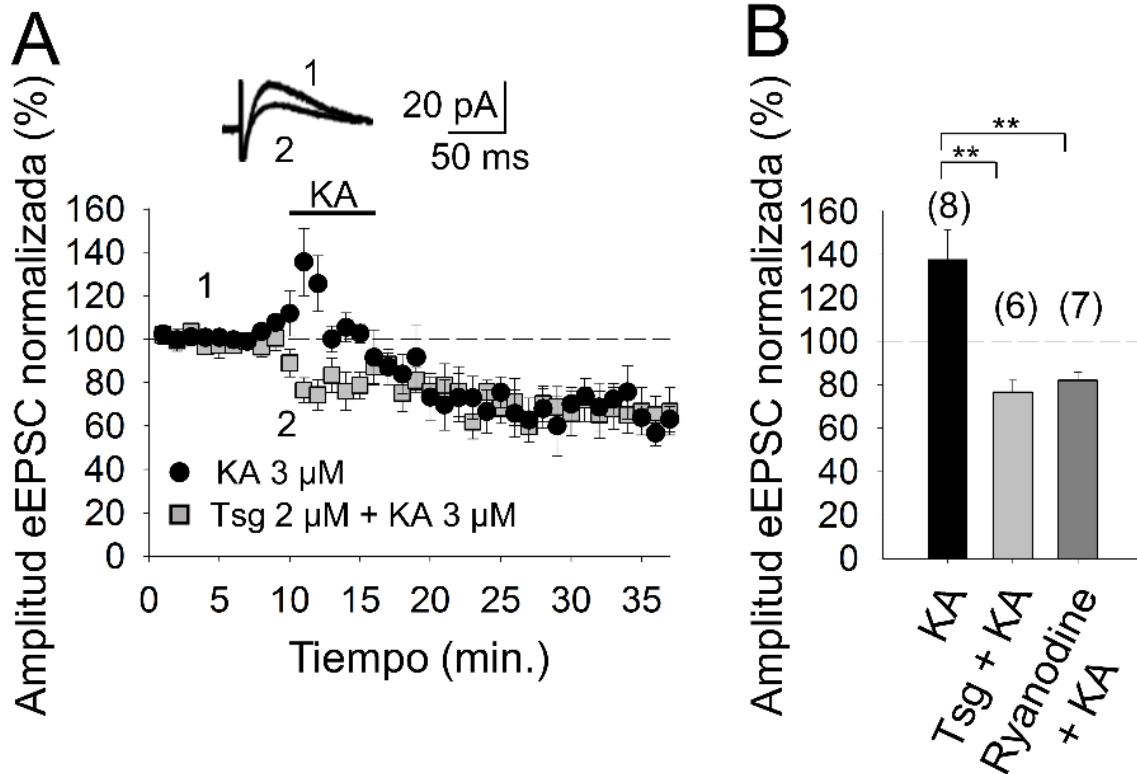 A
Amplitud eEPSC normalizada (%)
1
2
20 pA
50 ms
KA
160
140
120
100
80
60
40
20
0
1
2
KA 3 µM
Tsg 2 µM + KA 3 µM
0 5 10 15 20 25 30 35
Tiempo (min.)
B
Amplitud eEPSC normalizada (%)
**
**
(8)
(6) (7)
160
140
120
100
80
60
40
20
0
KA
Tsg + KA
Ryanodine
+ KA